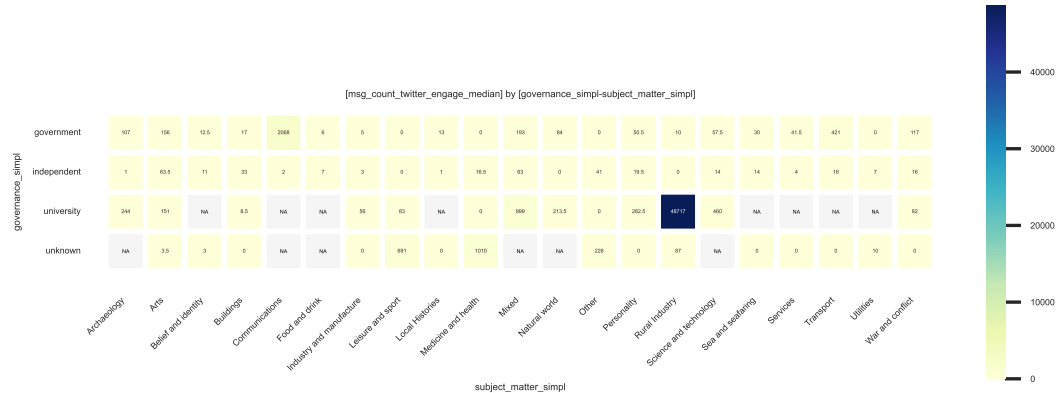 [msg_count_twitter_engage_median] by [governance_simpl-subject_matter_simpl]
governance_simpl
government 107 156 12.5 17 2068 6 5 0 13 0 193 84 0 50.5 10 57.5 30 41.5 421 0 117
independent 1 63.5 11 33 2 7 3 0 1 16.5 63 0 41 19.5 0 14 14 4 16 7 16
university 244 151 NA 8.5 NA NA 56 83 NA 0 999 213.5 0 202.5 48717 460 NA NA NA NA 82
unknown NA 3.5 3 0 NA NA 0 691 0 1010 NA NA 226 0 87 NA 0 0 0 10 0
Archaeology Arts Belief and identity Buildings Communications Food and drink Industry and manufacture Leisure and sport Local Histories Medicine and health Mixed Natural world Other Personality Rural Industry Science and technology Sea and seafaring Services Transport Utilities War and conflict
subject_matter_simpl
40000
30000
20000
10000
0